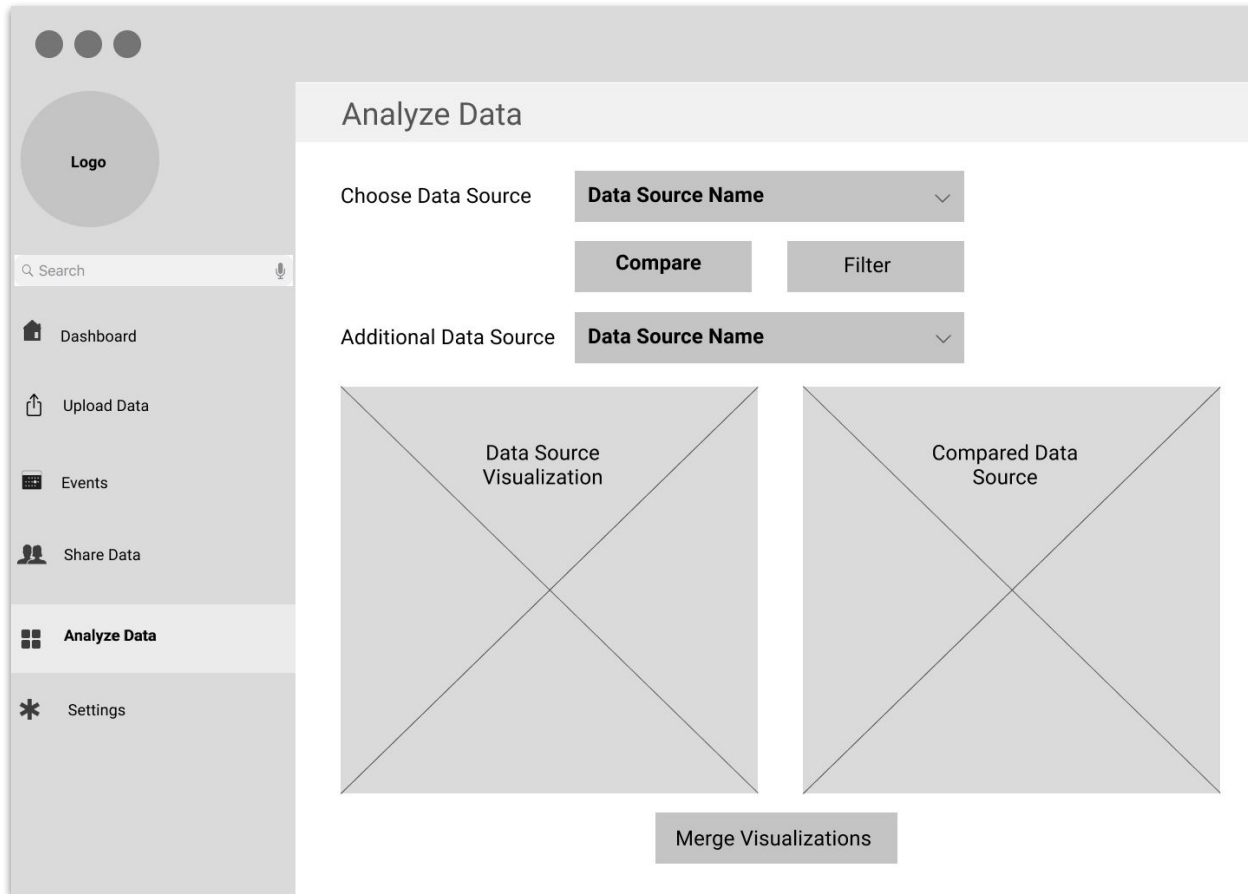 Logo
Search
Dashboard
Upload Data
Events
Share Data
Analyze Data
Settings
Analyze Data
Choose Data Source
Data Source Name
Compare
Filter
Additional Data Source
Data Source Name
Data Source
Visualization
Compared Data
Source
Merge Visualizations